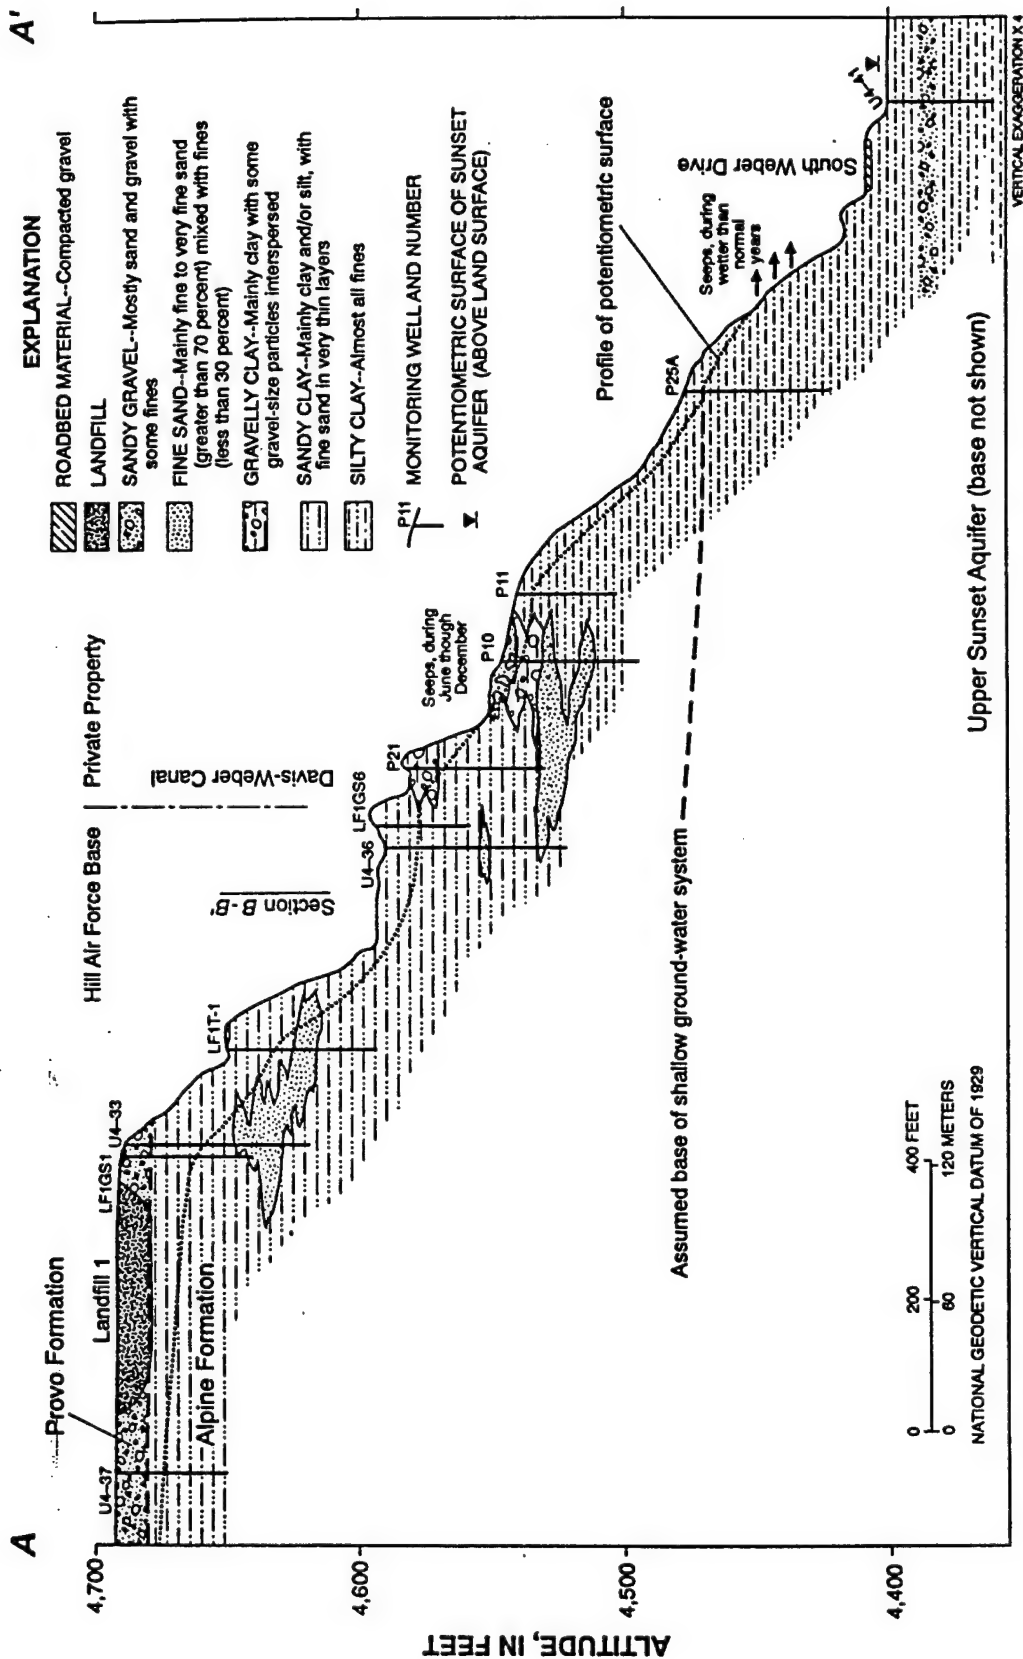 A
A'
EXPLANATION
ROADBED MATERIAL--Compacted gravel
LANDFILL
SANDY GRAVEL--Mostly sand and gravel with
some fines
FINE SAND--Mainly fine to very fine sand
(greater than 70 percent) mixed with fines
(less than 30 percent)
GRAVELLY CLAY--Mainly clay with some
gravel-size particles interspersed
SANDY CLAY--Mainly clay and/or silt, with
fine sand in very thin layers
SILTY CLAY--Almost all fines
P11
MONITORING WELL AND NUMBER
POTENTIOMETRIC SURFACE OF SUNSET
AQUIFER (ABOVE LAND SURFACE)
Hill Air Force Base
Private Property
Section B-B'
Davis-Weber Canal
Provo Formation
Landfill 1
Alpine Formation
U4-37
LF1GS1
U4-33
LF1T-1
U4-36
LF1GS6
P21
Seeps, during
June though
December
P10
P11
P25A
Profile of potentiometric surface
Seeps, during
wetter than
normal
years
South Weber Drive
U4-41
Assumed base of shallow ground-water system
Upper Sunset Aquifer (base not shown)
4,700
4,600
4,500
4,400
ALTITUDE, IN FEET
0 200 400 FEET
0 60 120 METERS
NATIONAL GEODETIC VERTICAL DATUM OF 1929
VERTICAL EXAGGERATION X 4